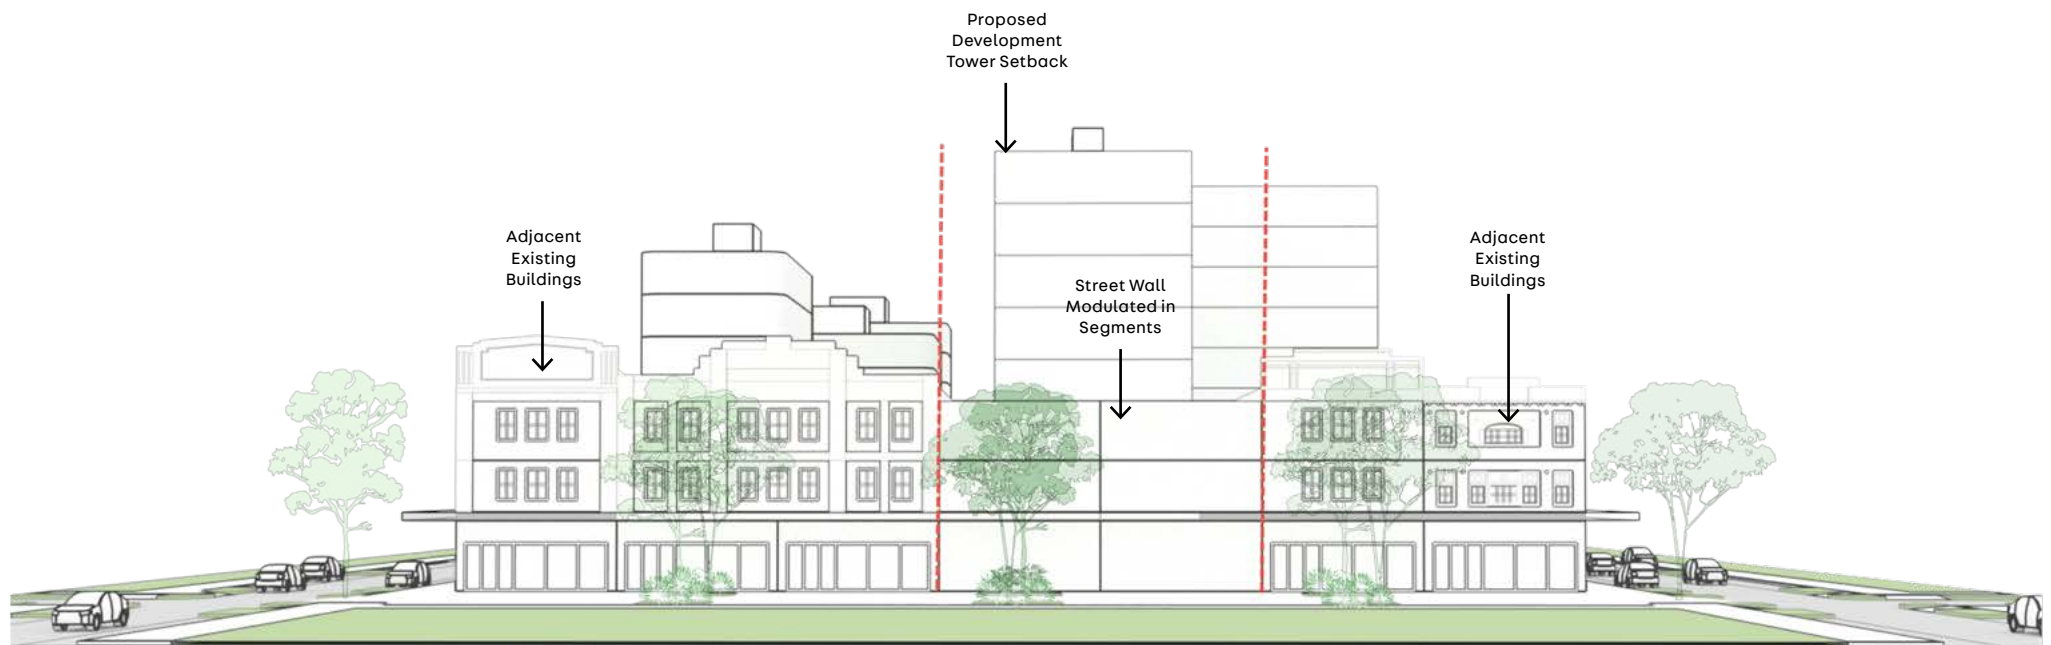 Proposed
Development
Tower Setback
Adjacent
Existing
Buildings
Street Wall
Modulated in
Segments
Adjacent
Existing
Buildings